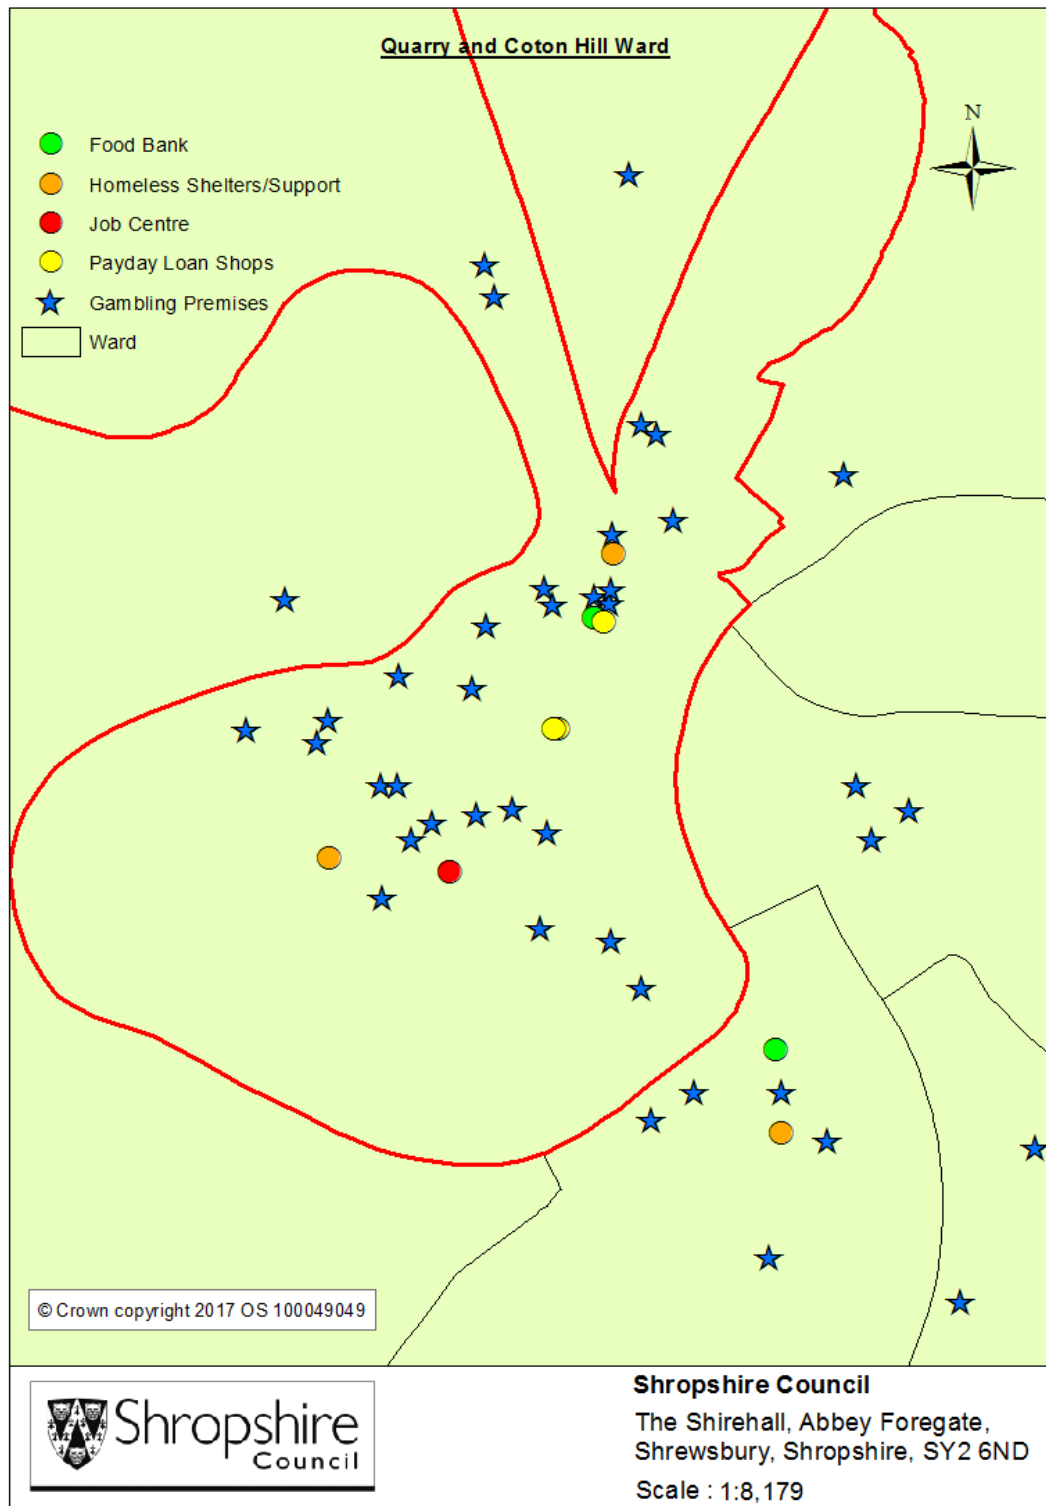 Quarry and Coton Hill Ward
N
Food Bank
Homeless Shelters/Support
Job Centre
Payday Loan Shops
Gambling Premises
Ward
© Crown copyright 2017 OS 100049049
Shropshire
Council
Shropshire Council
The Shirehall, Abbey Foregate,
Shrewsbury, Shropshire, SY2 6ND
Scale : 1:8,179